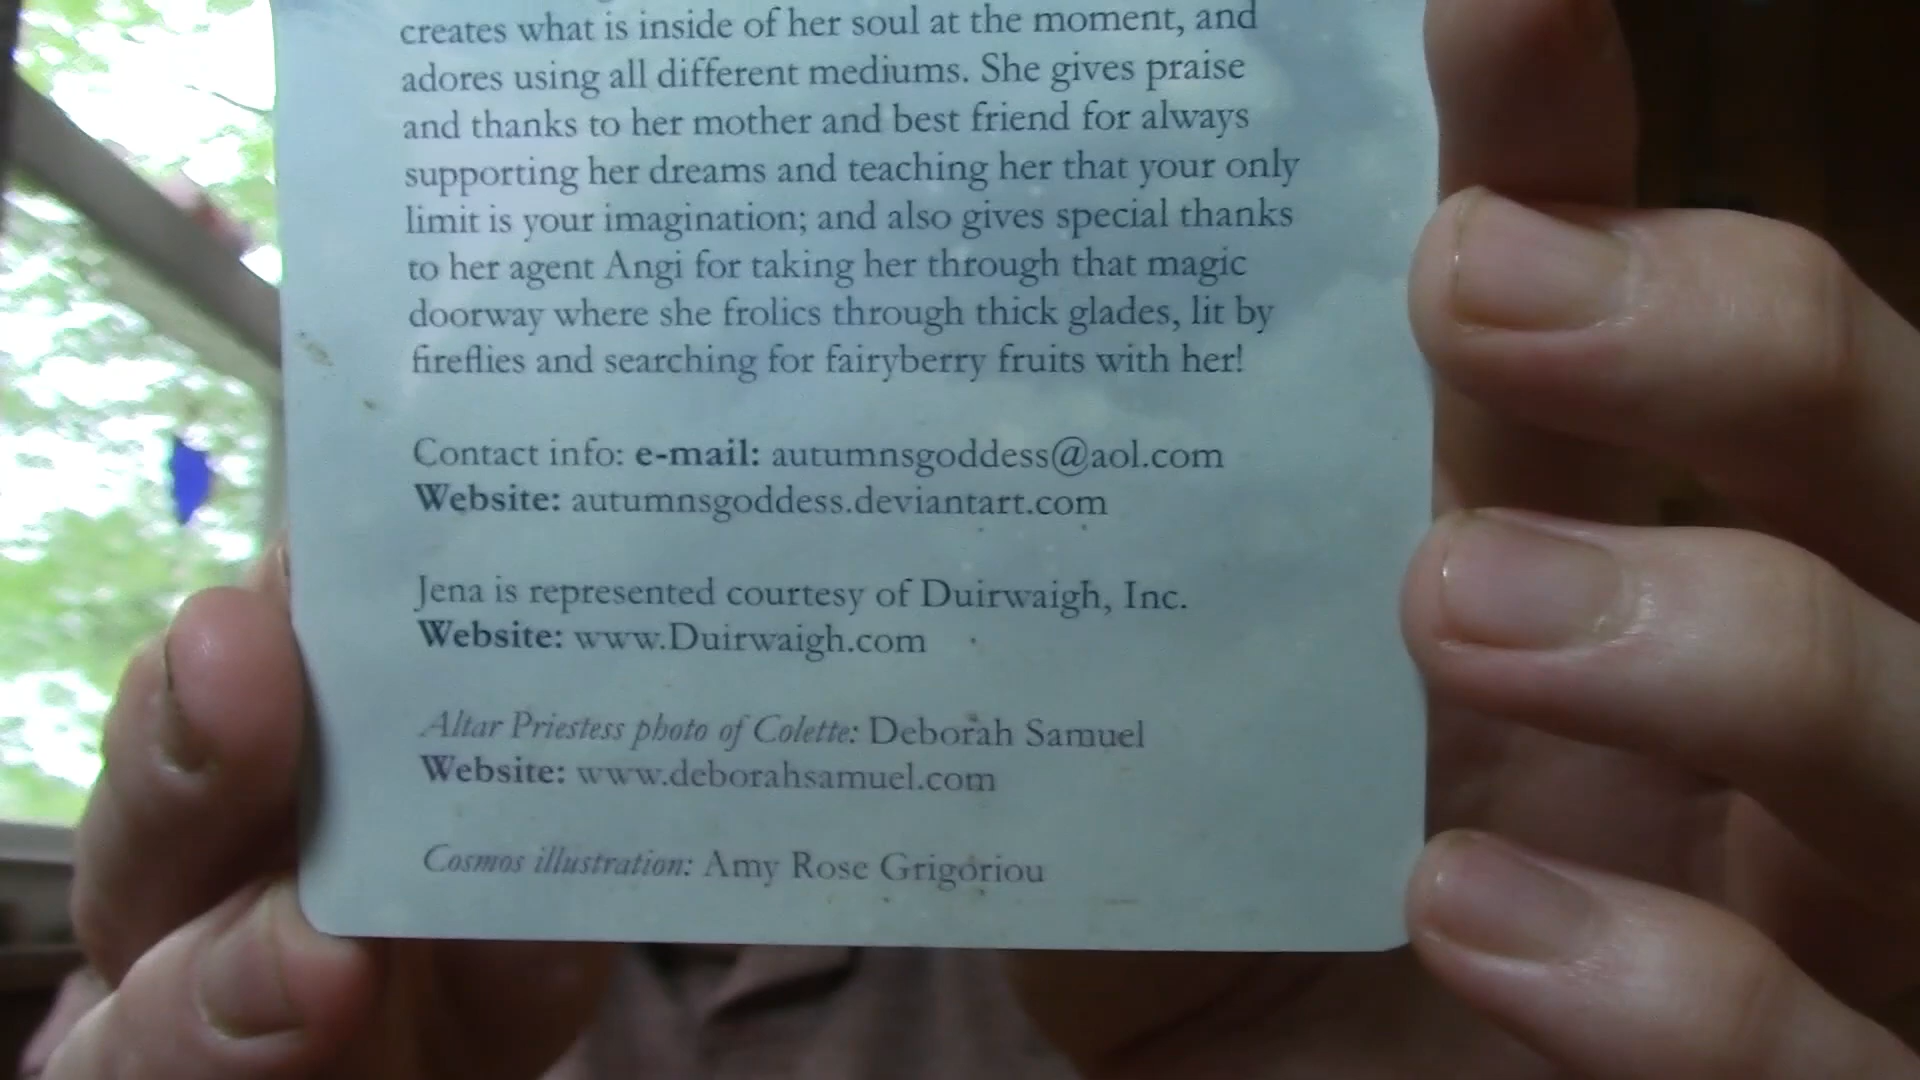 creates what is inside of her soul at the moment, and
adores using all different mediums. She gives praise
and thanks to her mother and best friend for always
supporting her dreams and teaching her that your only
limit is your imagination; and also gives special thanks
to her agent Angi for taking her through that magic
doorway where she frolics through thick glades, lit by
fireflies and searching for fairyberry fruits with her!
Contact info: e-mail: autumnsgoddess@aol.com
Website: autumnsgoddess.deviantart.com
Jena is represented courtesy of Duirwaigh, Inc.
Website: www.Duirwaigh.com
Altar Priestess photo of Colette: Deborah Samuel
Website: www.deborahsamuel.com
Cosmos illustration: Amy Rose Grigoriou